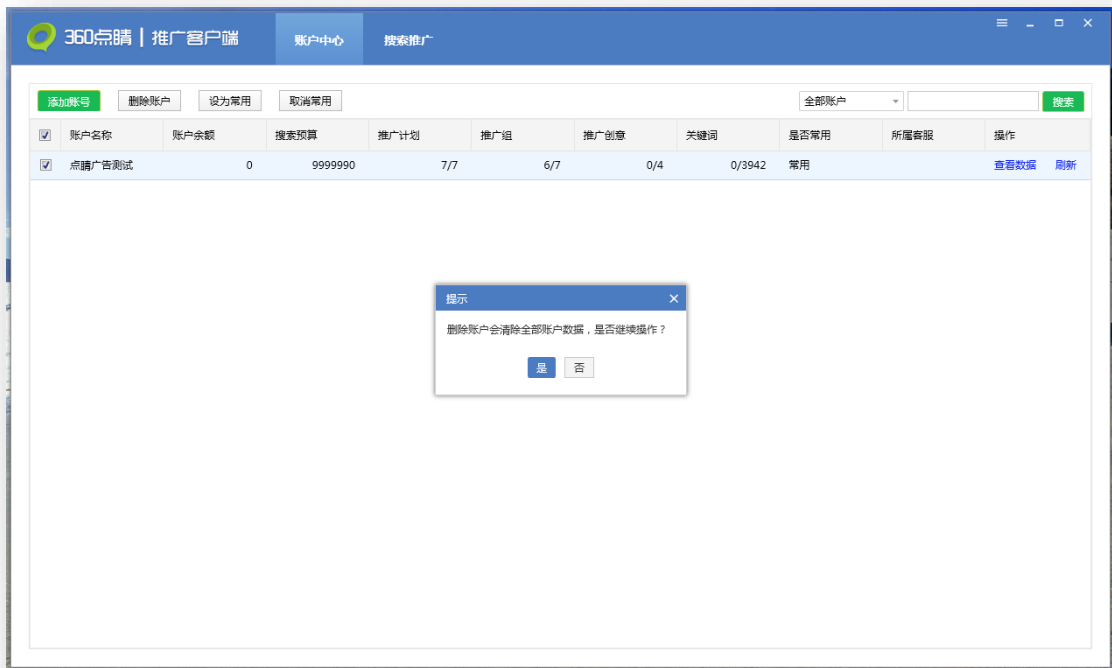 360点睛 | 推广客户端 账户中心 搜索推广
添加账号 删除账户 设为常用 取消常用 全部账户 搜索
账户名称 账户余额 搜索预算 推广计划 推广组 推广创意 关键词 是否常用 所属客服 操作
点睛广告测试 0 9999990 7/7 6/7 0/4 0/3942 常用 查看数据 刷新
提示
删除账户会清除全部账户数据，是否继续操作？
是 否